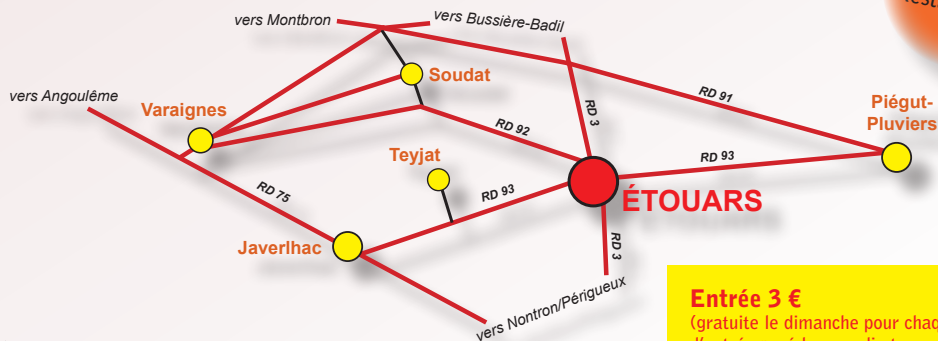 vers Montbron
vers Bussière-Badil
Soudat
vers Angoulême
Varaignes
RD 91
Piégut-
Pluviers
RD 3
RD 92
Teyjat
RD 93
RD 93
ÉTOUARS
RD 75
Javerlhac
RD 3
vers Nontron/Périgueux
Entrée 3 €
(gratuite le dimanche pour